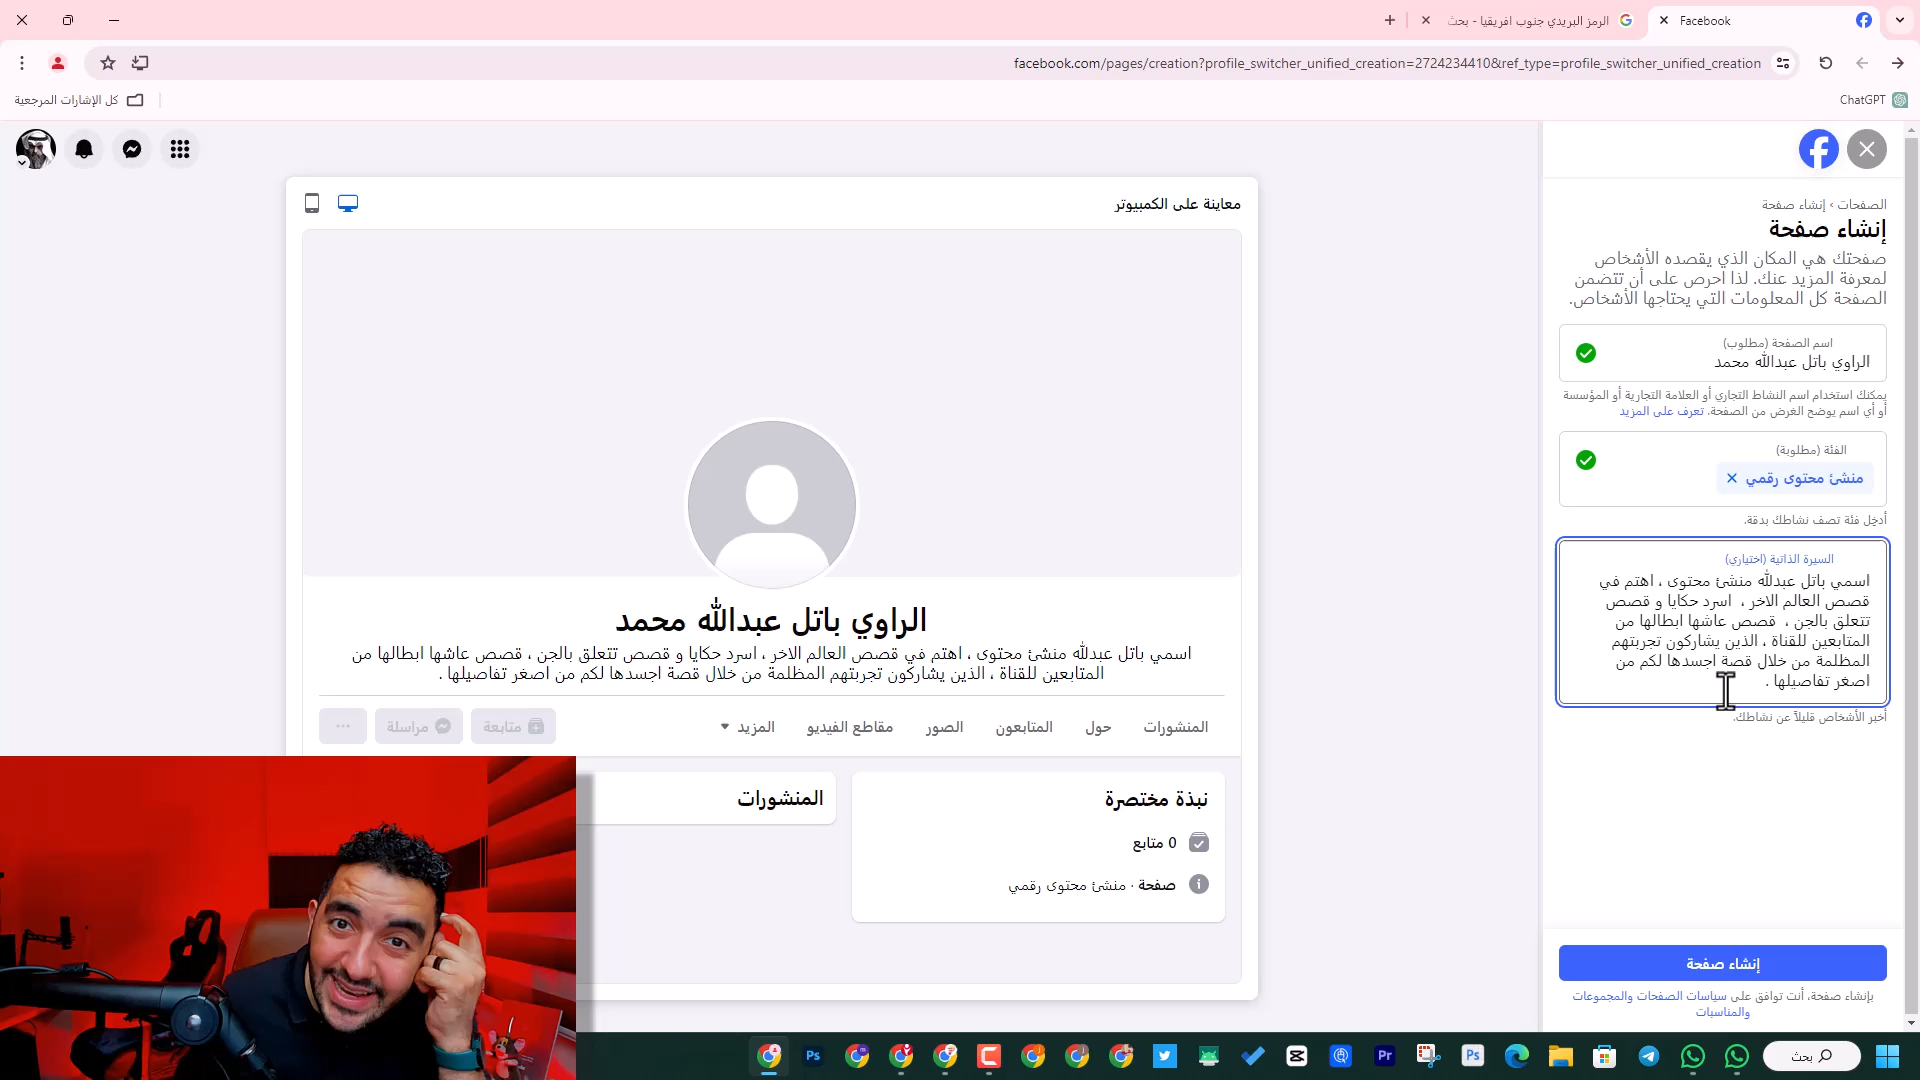 Facebook
الرمز البريدي جنوب افريقيا - بحث
facebook.com/pages/creation?profile_switcher_unified_creation=2724234410&ref_type=profile_switcher_unified_creation
ChatGPT
كل الإشارات المرجعية
الصفحات › إنشاء صفحة
إنشاء صفحة
صفحتك هي المكان الذي يقصده الأشخاص
لمعرفة المزيد عنك. لذا احرص على أن تتضمن
الصفحة كل المعلومات التي يحتاجها الأشخاص.
اسم الصفحة (مطلوب)
الراوي باتل عبدالله محمد
يمكنك استخدام اسم النشاط التجاري أو العلامة التجارية أو المؤسسة
أو أي اسم يوضح الغرض من الصفحة. تعرف على المزيد
الفئة (مطلوبة)
منشئ محتوى رقمي
أدخِل فئة تصف نشاطك بدقة.
السيرة الذاتية (اختياري)
اسمي باتل عبدالله منشئ محتوى ، اهتم في
قصص العالم الاخر ، اسرد حكايا و قصص
تتعلق بالجن ، قصص عاشها ابطالها من
المتابعين للقناة ، الذين يشاركون تجربتهم
المظلمة من خلال قصة اجسدها لكم من
اصغر تفاصيلها .
أخبر الأشخاص قليلاً عن نشاطك.
إنشاء صفحة
بإنشاء صفحة، أنت توافق على سياسات الصفحات والمجموعات
والمناسبات
معاينة على الكمبيوتر
الراوي باتل عبدالله محمد
اسمي باتل عبدالله منشئ محتوى ، اهتم في قصص العالم الاخر ، اسرد حكايا و قصص تتعلق بالجن ، قصص عاشها ابطالها من
المتابعين للقناة ، الذين يشاركون تجربتهم المظلمة من خلال قصة اجسدها لكم من اصغر تفاصيلها .
المنشورات حول المتابعون الصور مقاطع الفيديو المزيد
متابعة مراسلة
نبذة مختصرة
0 متابع
صفحة · منشئ محتوى رقمي
المنشورات
بحث
Ps
Pr
Ps